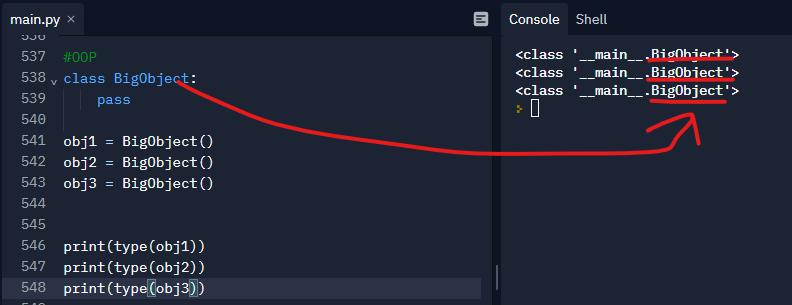 main.py ×
Console Shell
536
537 #OOP
538 class BigObject:
539 pass
540
541 obj1 = BigObject()
542 obj2 = BigObject()
543 obj3 = BigObject()
544
545
546 print(type(obj1))
547 print(type(obj2))
548 print(type(obj3))
<class '__main__.BigObject'>
<class '__main__.BigObject'>
<class '__main__.BigObject'>